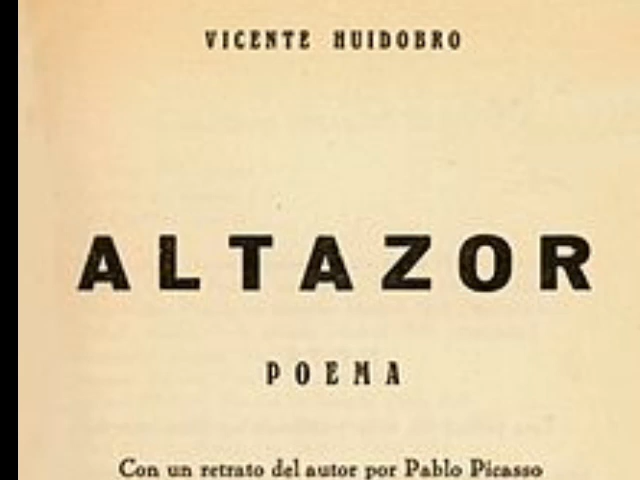 VICENTE HUIDOBRO
ALTAZOR
POEMA
Con un retrato del autor por Pablo Picasso